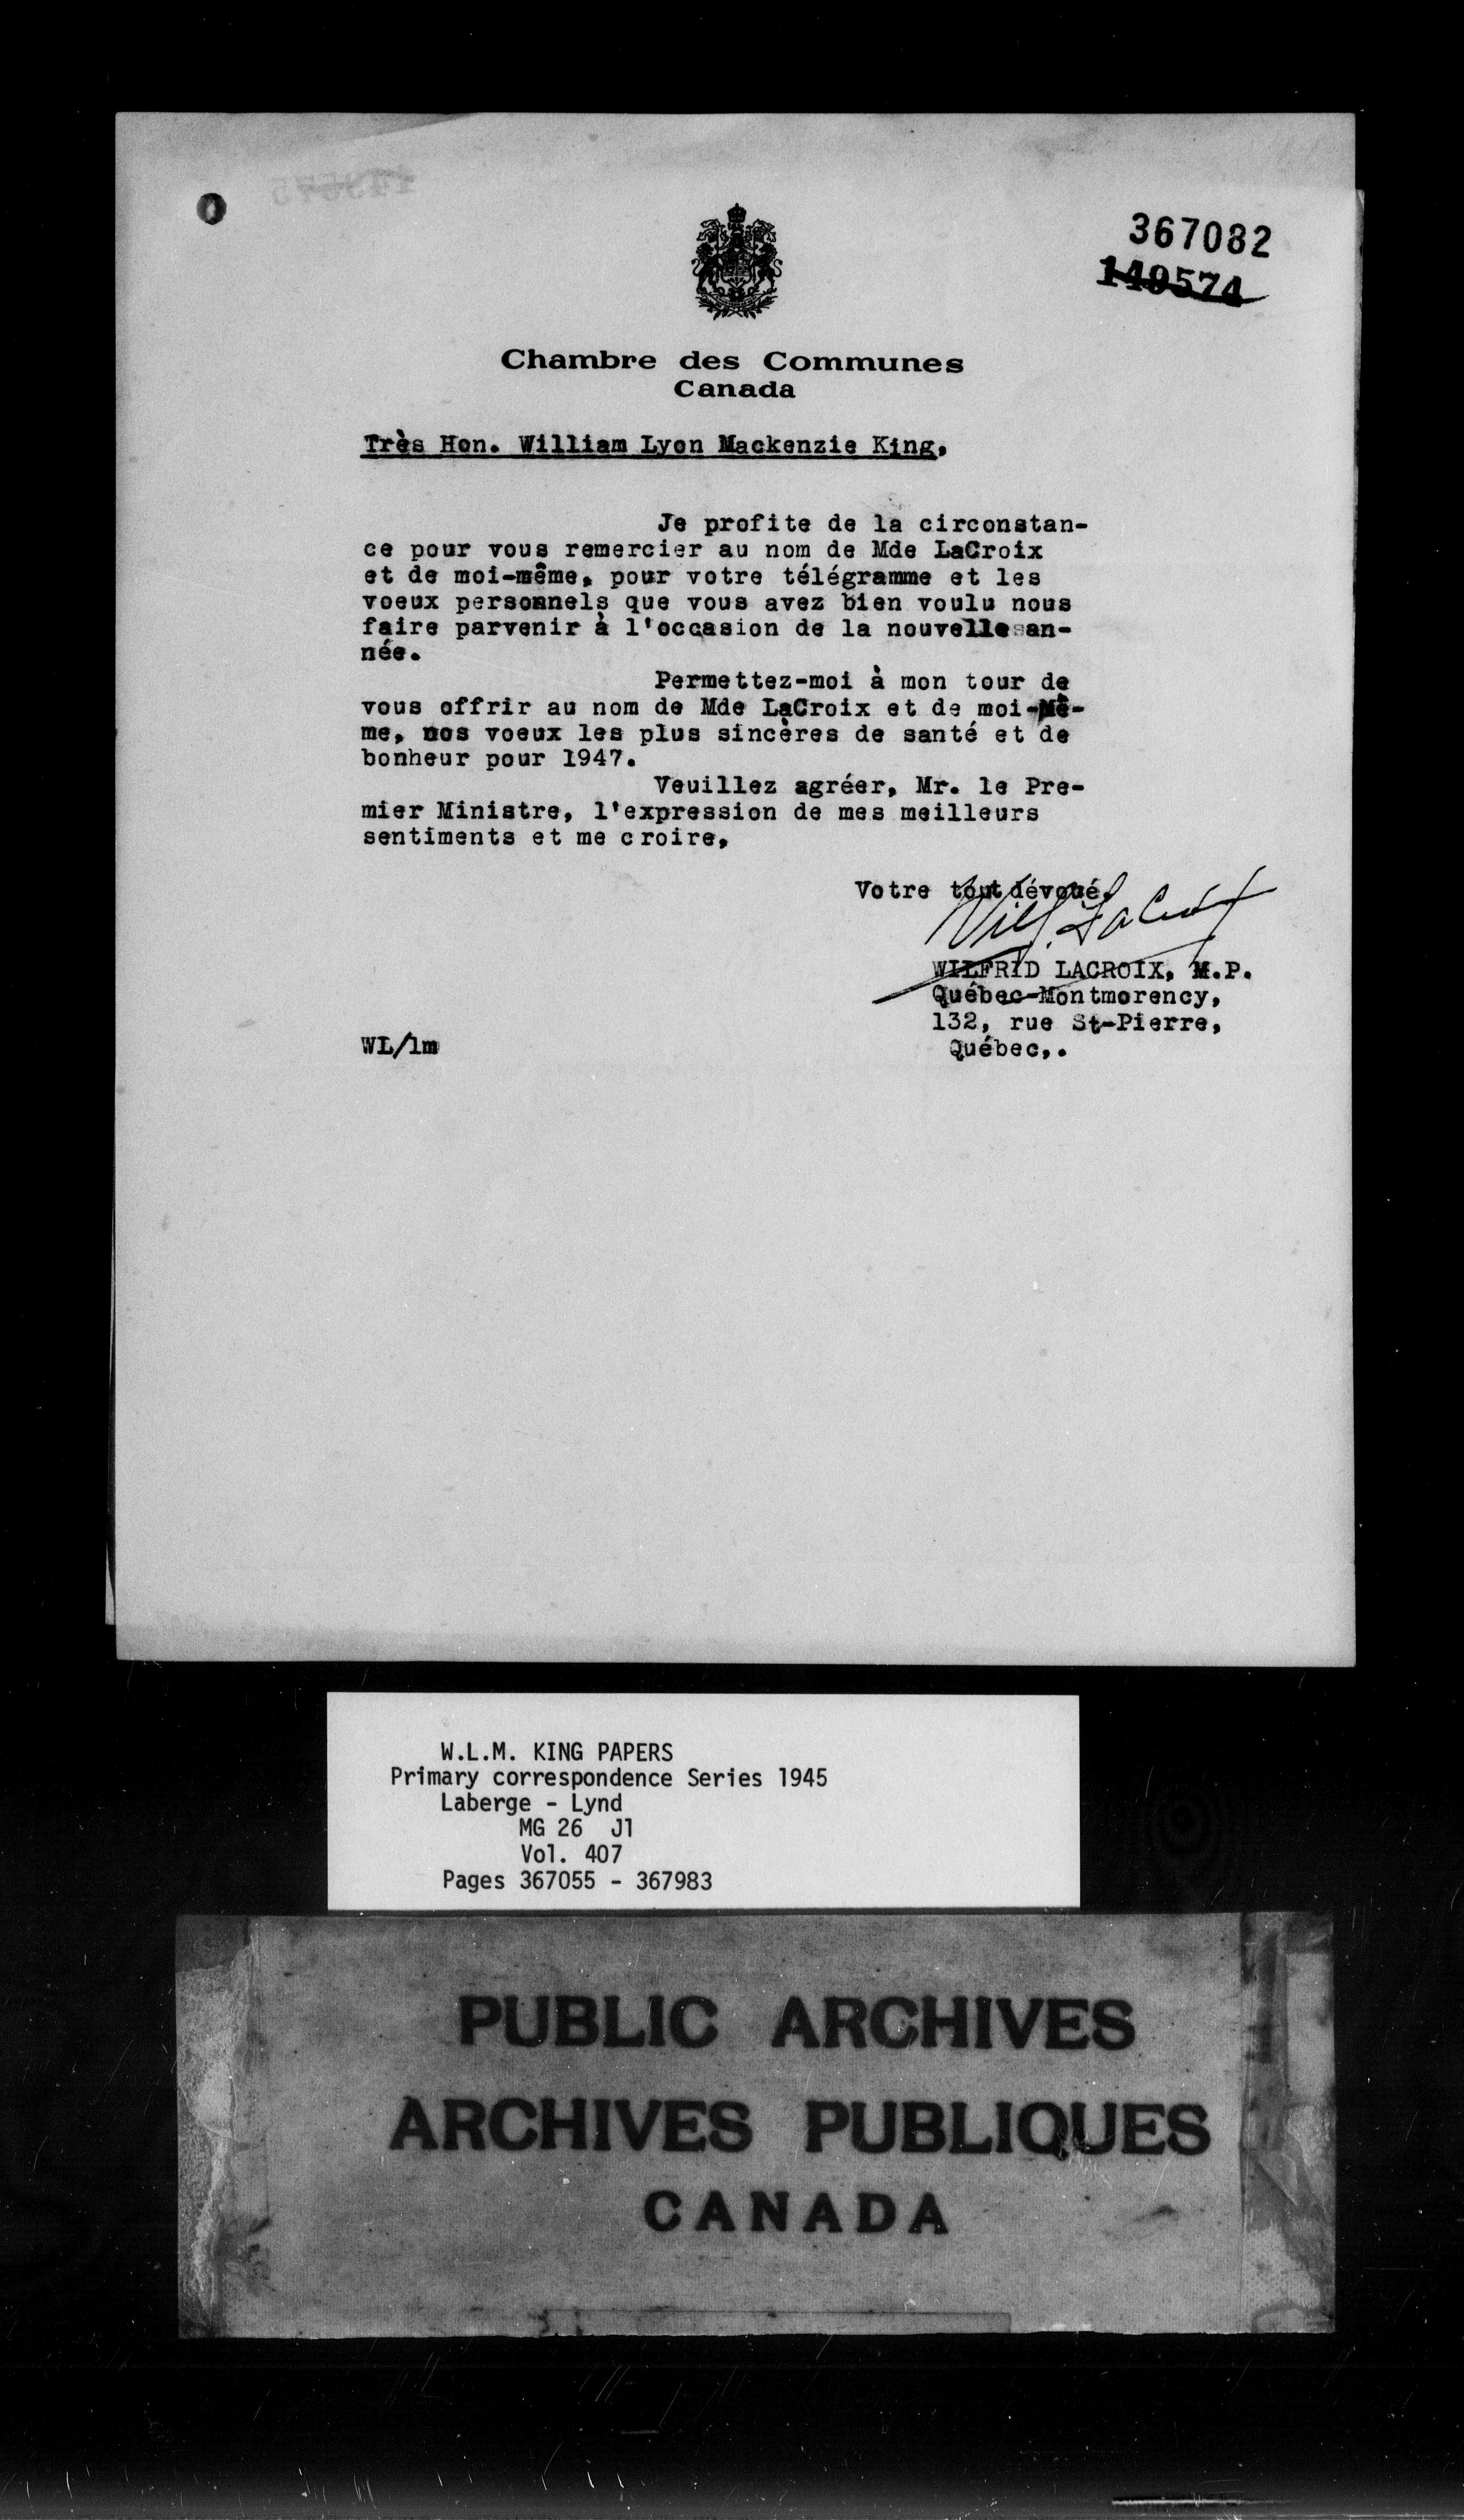 367082
149574
Chambre des Communes
Canada
Très Hon. William Lyon Mackenzie King,
Je profite de la circonstan-
ce pour vous remercier au nom de Mde LaCroix
et de moi-même, pour votre télégramme et les
voeux personnels que vous avez bien voulu nous
faire parvenir à l'occasion de la nouvelle an-
née.
Permettez-moi à mon tour de
vous offrir au nom de Mde LaCroix et de moi-Mê-
me, nos voeux les plus sincères de santé et de
bonheur pour 1947.
Veuillez agréer, Mr. le Pre-
mier Ministre, l'expression de mes meilleurs
sentiments et me croire,
Votre tout dévoué,
Wilf. LaCroix
WILFRID LACROIX, M.P.
Québec-Montmorency,
132, rue St-Pierre,
WL/lm
Québec,.
W.L.M. KING PAPERS
Primary correspondence Series 1945
Laberge - Lynd
MG 26 J1
Vol. 407
Pages 367055 - 367983
PUBLIC ARCHIVES
ARCHIVES PUBLIQUES
CANADA